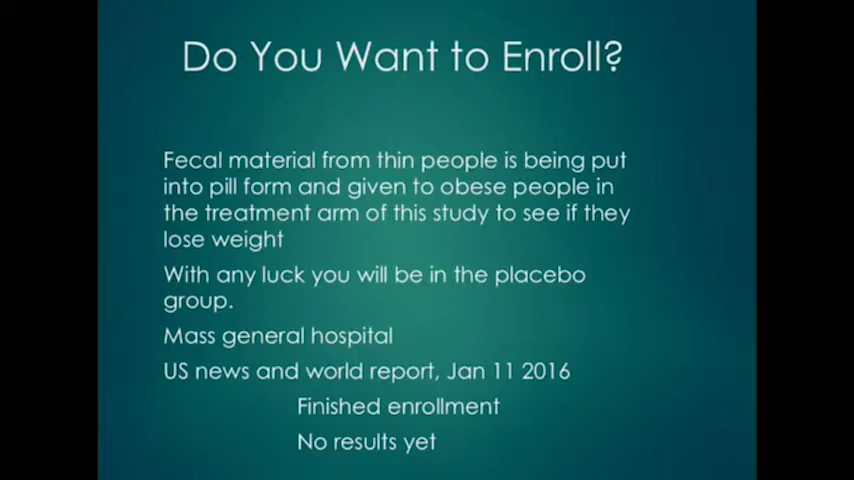 Do You Want to Enroll?
Fecal material from thin people is being put
into pill form and given to obese people in
the treatment arm of this study to see if they
lose weight
With any luck you will be in the placebo
group.
Mass general hospital
US news and world report, Jan 11 2016
Finished enrollment
No results yet